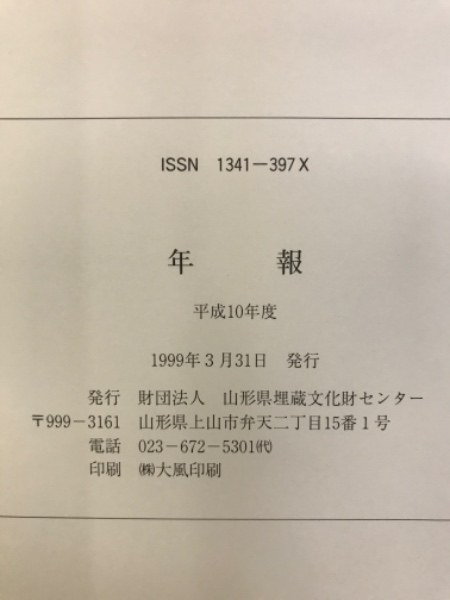 ISSN 1341－397X
年　報
平成10年度
1999年３月31日　発行
発行　財団法人　山形県埋蔵文化財センター
〒999－3161　山形県上山市弁天二丁目15番１号
電話　023－672－5301㈹
印刷　㈱大風印刷